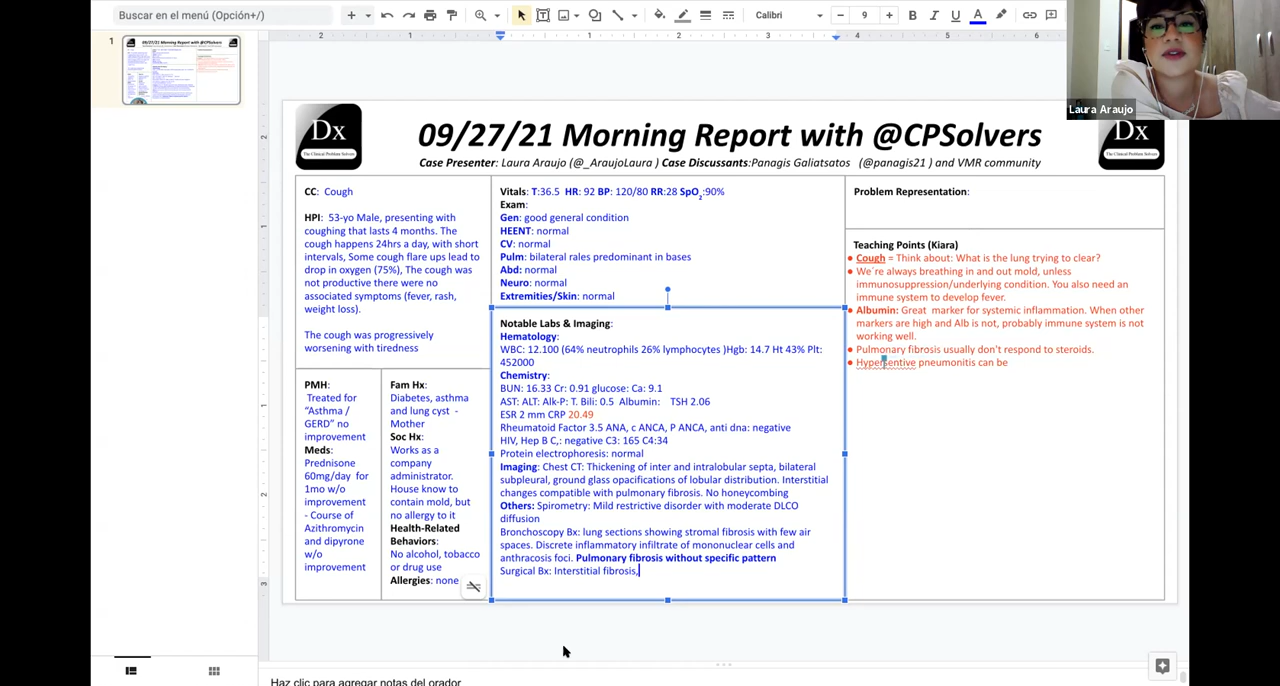 Buscar en el menú (Opción+/)
Calibri
9
B I U A
2 1 1 2 3 4 5 6
1
Laura Araujo
Dx
The Clinical Problem Solvers
09/27/21 Morning Report with @CPSolvers
Case Presenter: Laura Araujo (@_AraujoLaura ) Case Discussants:Panagis Galiatsatos (@panagis21 ) and VMR community
Dx
The Clinical Problem Solvers
CC: Cough
HPI: 53-yo Male, presenting with
coughing that lasts 4 months. The
cough happens 24hrs a day, with short
intervals, Some cough flare ups lead to
drop in oxygen (75%), The cough was
not productive there were no
associated symptoms (fever, rash,
weight loss).
The cough was progressively
worsening with tiredness
PMH:
Treated for
"Asthma /
GERD" no
improvement
Meds:
Prednisone
60mg/day for
1mo w/o
improvement
- Course of
Azithromycin
and dipyrone
w/o
improvement
Fam Hx:
Diabetes, asthma
and lung cyst -
Mother
Soc Hx:
Works as a
company
administrator.
House know to
contain mold, but
no allergy to it
Health-Related
Behaviors:
No alcohol, tobacco
or drug use
Allergies: none
Vitals: T:36.5 HR: 92 BP: 120/80 RR:28 SpO2:90%
Exam:
Gen: good general condition
HEENT: normal
CV: normal
Pulm: bilateral rales predominant in bases
Abd: normal
Neuro: normal
Extremities/Skin: normal
Notable Labs & Imaging:
Hematology:
WBC: 12.100 (64% neutrophils 26% lymphocytes )Hgb: 14.7 Ht 43% Plt:
452000
Chemistry:
BUN: 16.33 Cr: 0.91 glucose: Ca: 9.1
AST: ALT: Alk-P: T. Bili: 0.5 Albumin: TSH 2.06
ESR 2 mm CRP 20.49
Rheumatoid Factor 3.5 ANA, c ANCA, P ANCA, anti dna: negative
HIV, Hep B C,: negative C3: 165 C4:34
Protein electrophoresis: normal
Imaging: Chest CT: Thickening of inter and intralobular septa, bilateral
subpleural, ground glass opacifications of lobular distribution. Interstitial
changes compatible with pulmonary fibrosis. No honeycombing
Others: Spirometry: Mild restrictive disorder with moderate DLCO
diffusion
Bronchoscopy Bx: lung sections showing stromal fibrosis with few air
spaces. Discrete inflammatory infiltrate of mononuclear cells and
anthracosis foci. Pulmonary fibrosis without specific pattern
Surgical Bx: Interstitial fibrosis,
Problem Representation:
Teaching Points (Kiara)
● Cough = Think about: What is the lung trying to clear?
● We´re always breathing in and out mold, unless
immunosuppression/underlying condition. You also need an
immune system to develop fever.
● Albumin: Great marker for systemic inflammation. When other
markers are high and Alb is not, probably immune system is not
working well.
● Pulmonary fibrosis usually don't respond to steroids.
● Hypersentive pneumonitis can be
Haz clic para agregar notas del orador